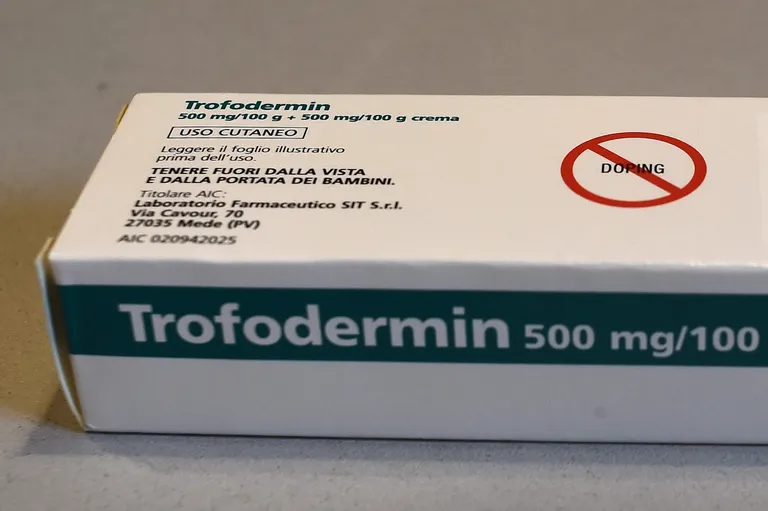 Trofodermin
500 mg/100 g + 500 mg/100 g crema
USO CUTANEO
Leggere il foglio illustrativo
prima dell'uso.
TENERE FUORI DALLA VISTA
E DALLA PORTATA DEI BAMBINI.
Titolare AIC:
Laboratorio Farmaceutico SIT S.r.l.
Via Cavour, 70
27035 Mede (PV)
AIC 020942025
DOPING
Trofodermin 500 mg/100